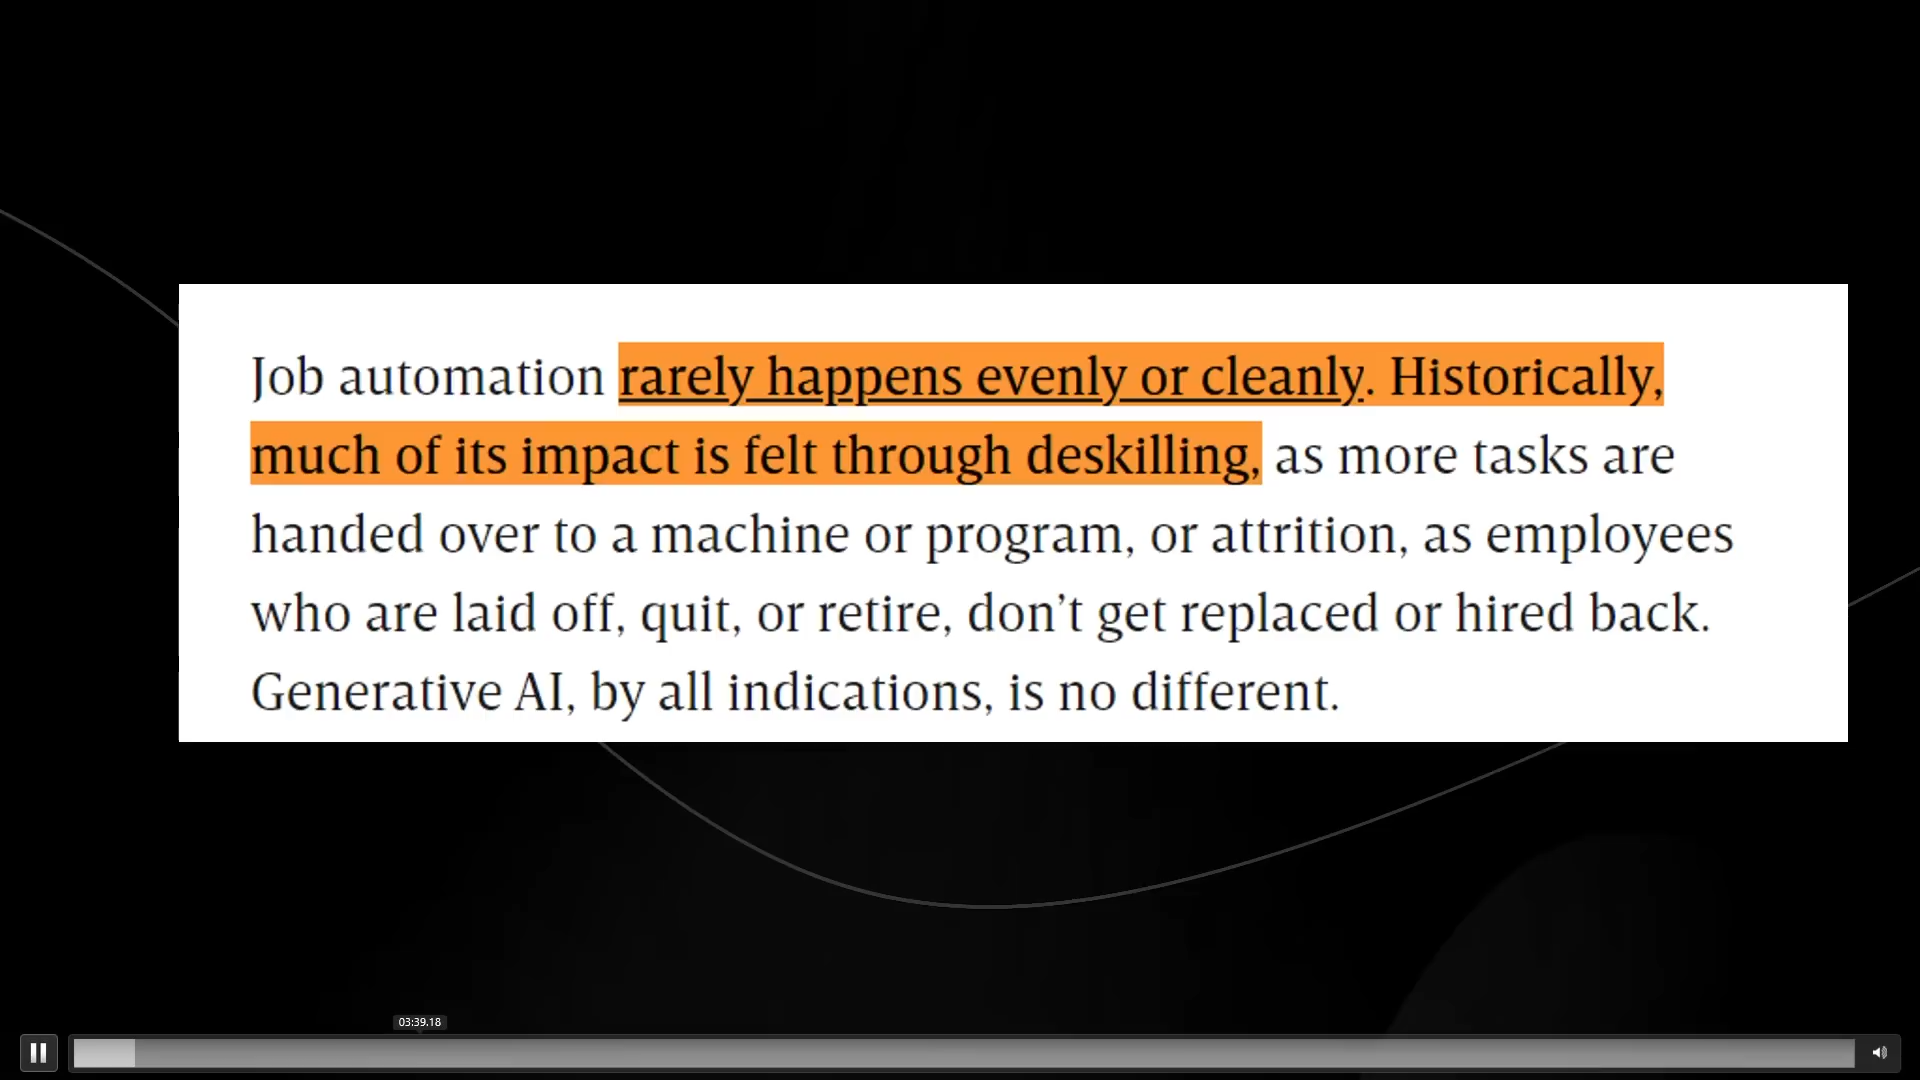 Job automation rarely happens evenly or cleanly. Historically,
much of its impact is felt through deskilling, as more tasks are
handed over to a machine or program, or attrition, as employees
who are laid off, quit, or retire, don’t get replaced or hired back.
Generative AI, by all indications, is no different.
03:39.18